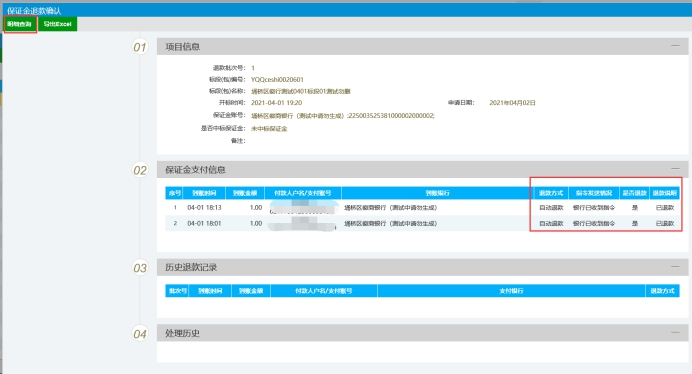 保证金退款确认
明细查询 导出Excel
01 项目信息
退款批次号： 1
标段(包)编号： YQQceshi0020601
标段(包)名称： 埇桥区银行测试0401标段01测试勿删
开标时间： 2021-04-01 19:20 申请日期： 2021年04月02日
保证金账号： 埇桥区徽商银行（测试中请勿生成）:225003525381000002000002;
是否中标保证金： 未中标保证金
备注：
02 保证金支付信息
序号 到账时间 到账金额 付款人户名/支付账号 到账银行 退款方式 指令发送情况 是否退款 退款说明
1 04-01 18:13 1.00 埇桥区徽商银行（测试中请勿生成） 自动退款 银行已收到指令 是 已退款
2 04-01 18:01 1.00 埇桥区徽商银行（测试中请勿生成） 自动退款 银行已收到指令 是 已退款
03 历史退款记录
批次号 到账时间 到账金额 付款人户名/支付账号 支付银行 退款方式
04 处理历史